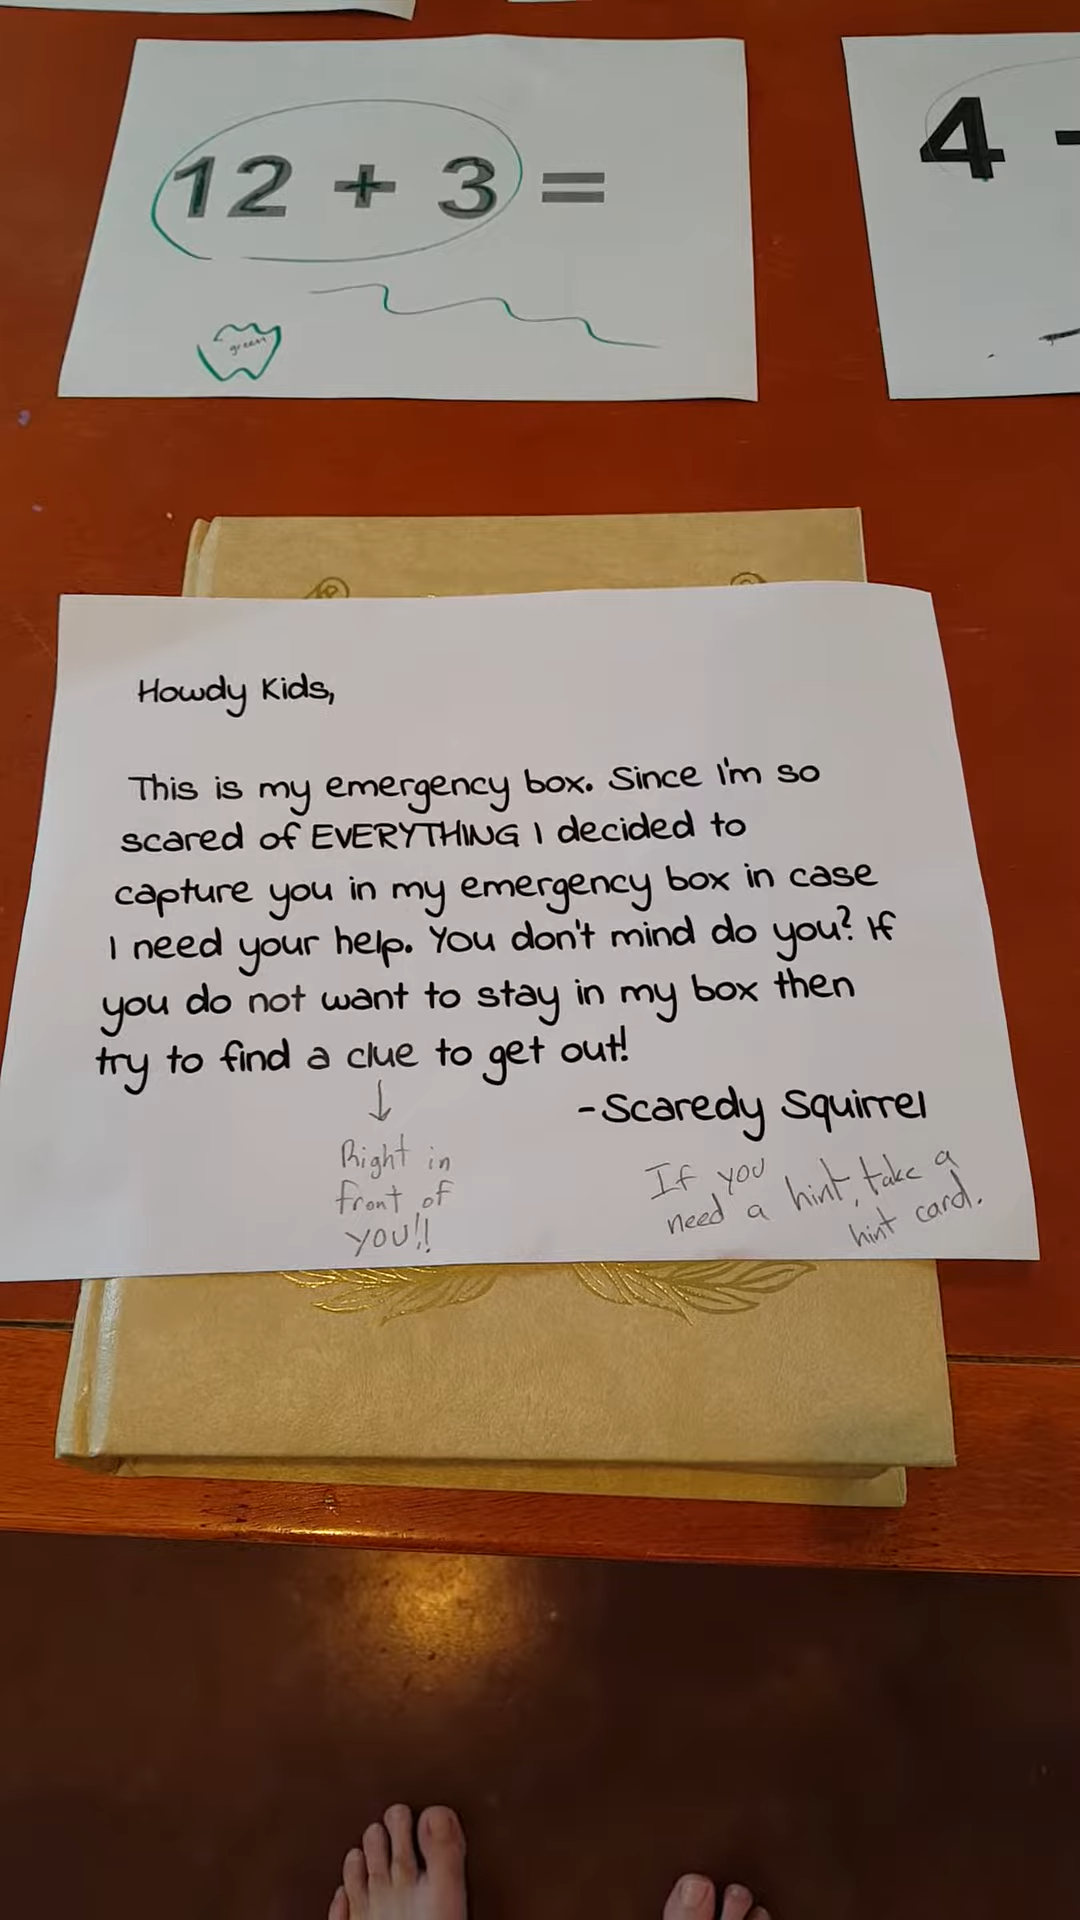 12 + 3 =
4 -
green
Howdy Kids,
This is my emergency box. Since I'm so
scared of EVERYTHING I decided to
capture you in my emergency box in case
I need your help. You don't mind do you? If
you do not want to stay in my box then
try to find a clue to get out!
-Scaredy Squirrel
Right in
front of
YOU!!
If you
need a hint, take a
hint card.